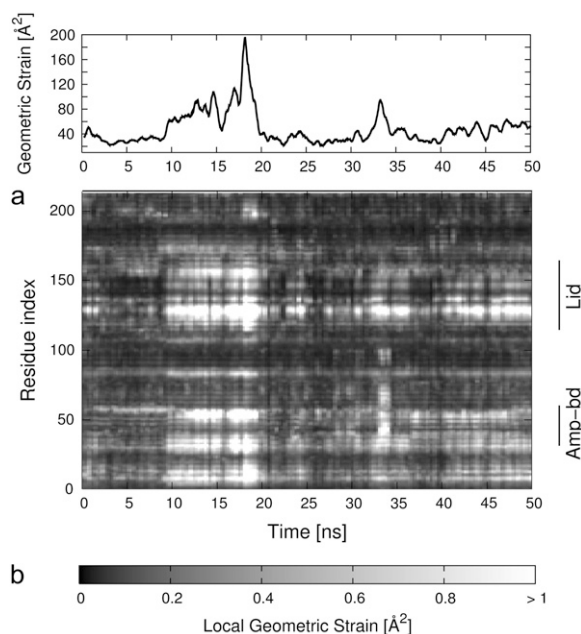 Geometric Strain [Å²]
200
160
120
80
40
0 5 10 15 20 25 30 35 40 45 50
a
Residue index
200
150
100
50
0
Lid
Amp-bd
0 5 10 15 20 25 30 35 40 45 50
Time [ns]
b
0 0.2 0.4 0.6 0.8 > 1
Local Geometric Strain [Å²]